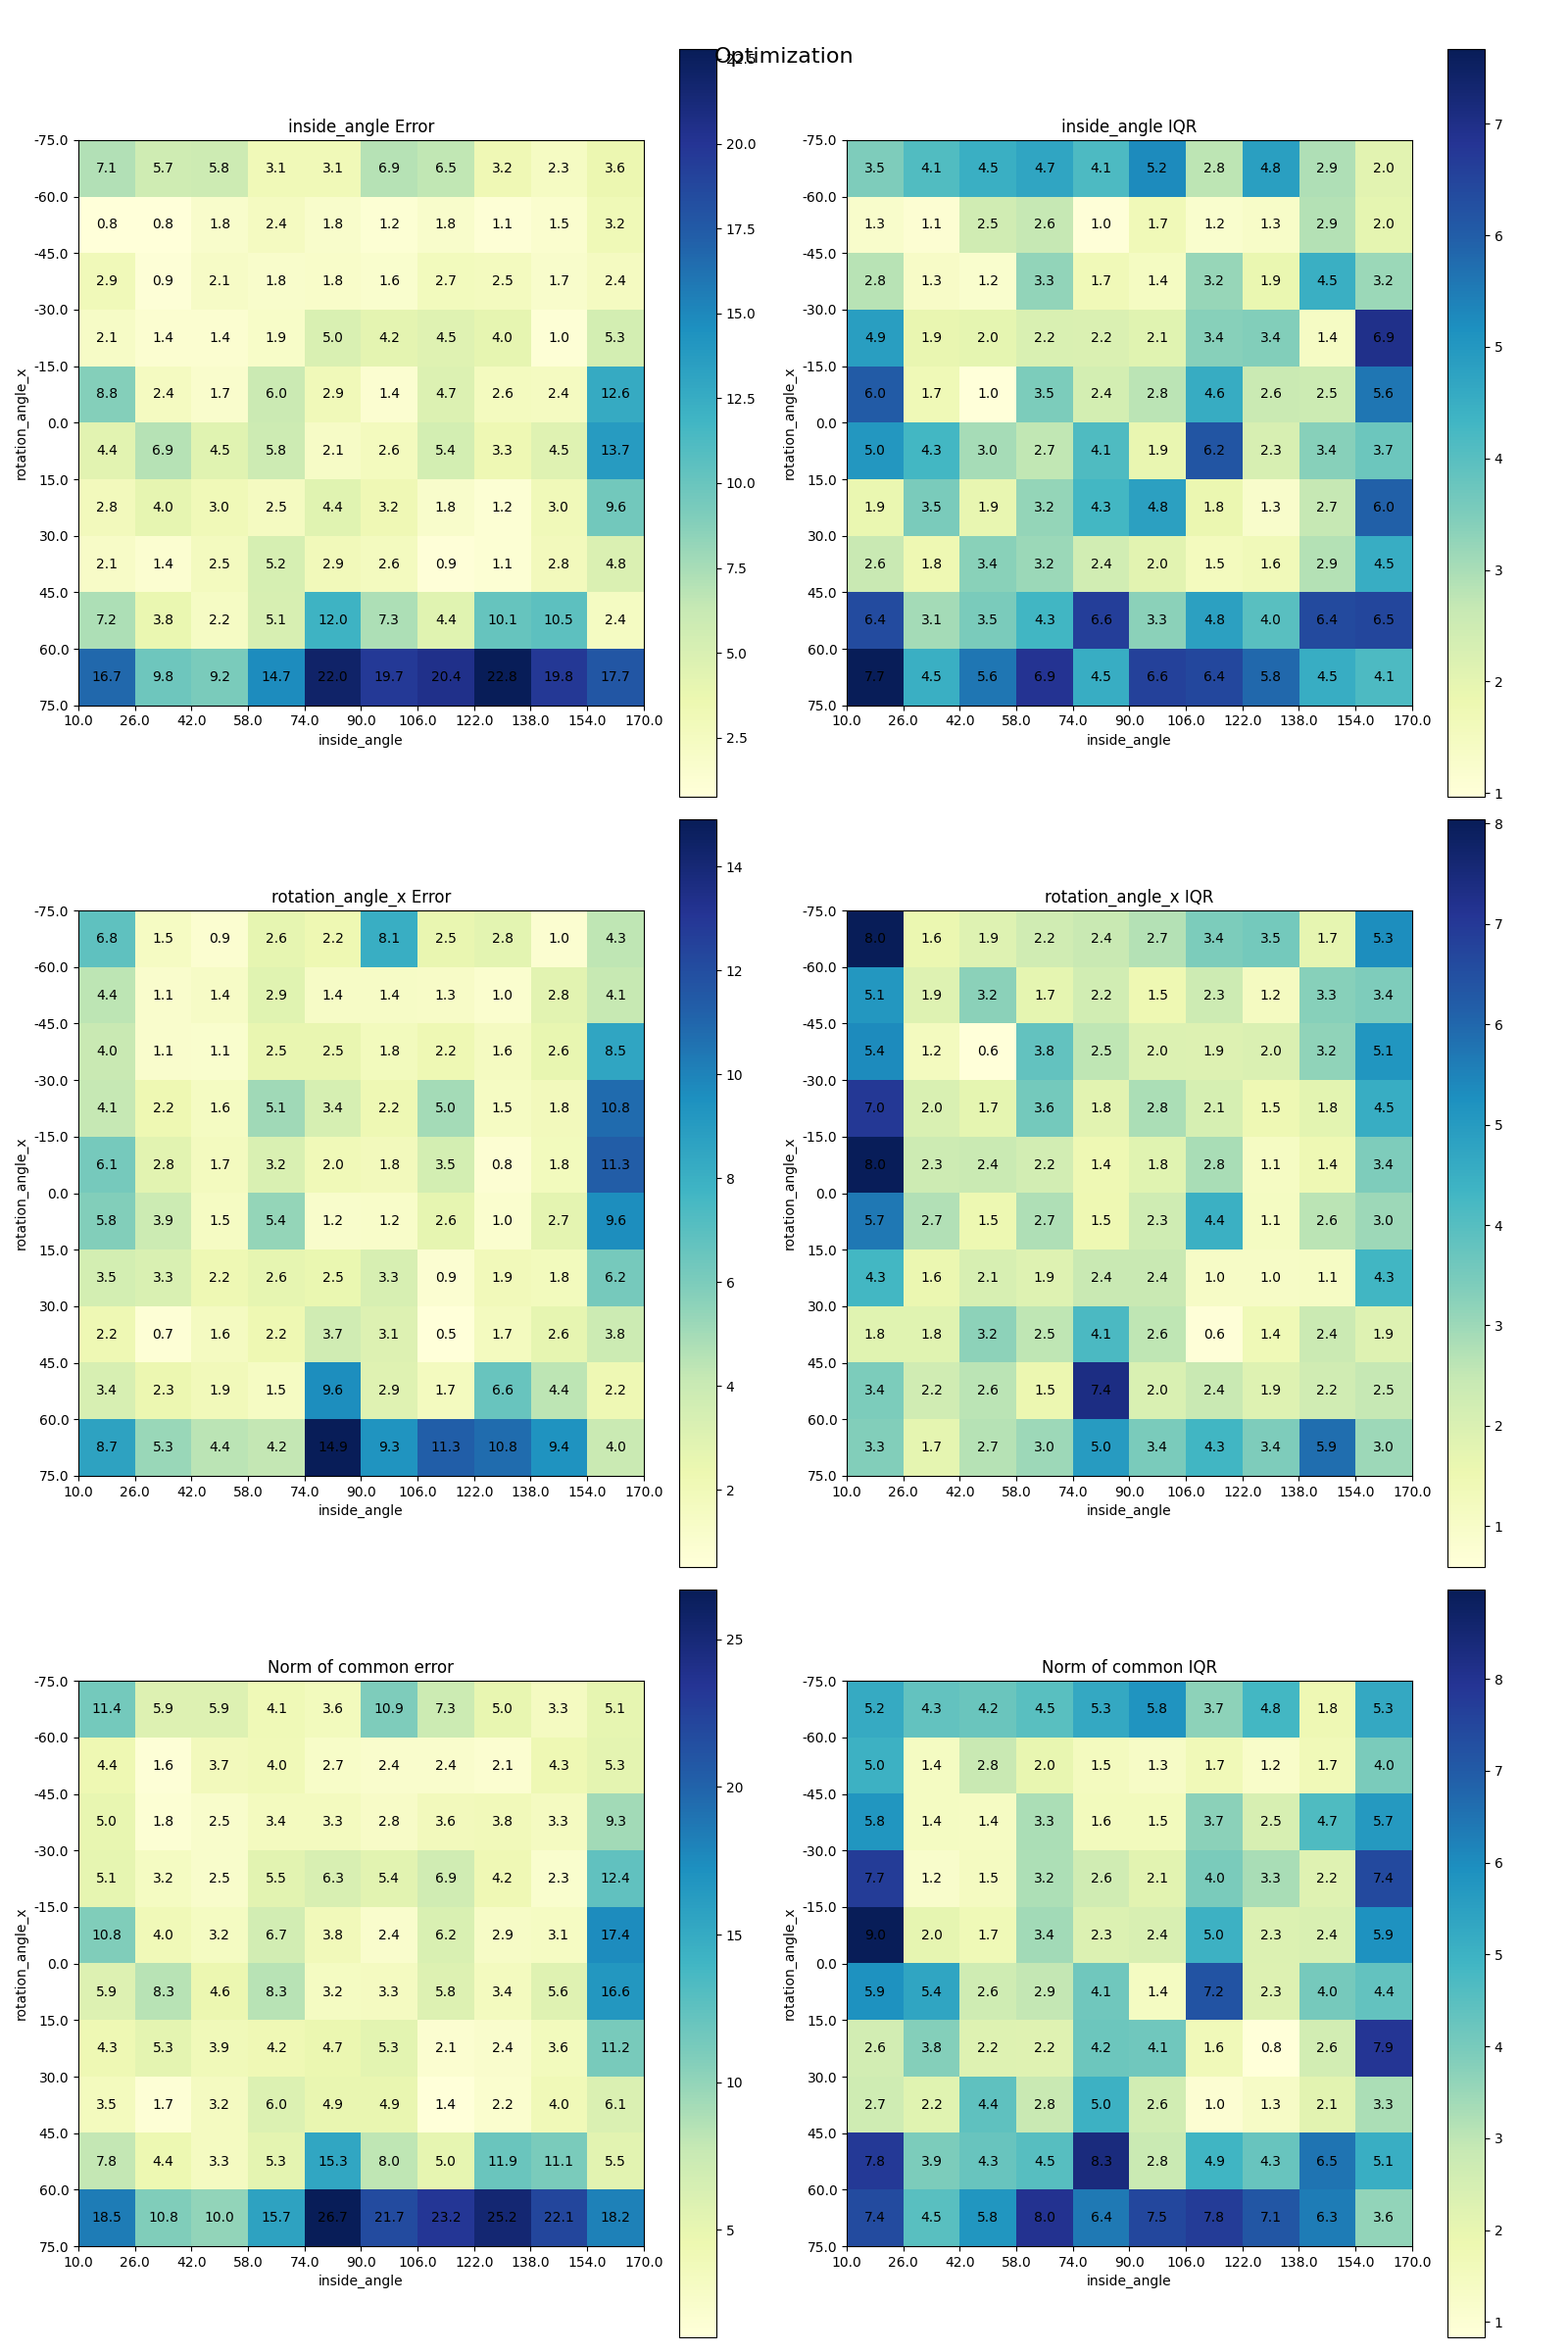 Optimization
inside_angle Error
inside_angle IQR
-75.0 7.1 5.7 5.8 3.1 3.1 6.9 6.5 3.2 2.3 3.6
-60.0 0.8 0.8 1.8 2.4 1.8 1.2 1.8 1.1 1.5 3.2
-45.0 2.9 0.9 2.1 1.8 1.8 1.6 2.7 2.5 1.7 2.4
-30.0 2.1 1.4 1.4 1.9 5.0 4.2 4.5 4.0 1.0 5.3
-15.0 8.8 2.4 1.7 6.0 2.9 1.4 4.7 2.6 2.4 12.6
0.0 4.4 6.9 4.5 5.8 2.1 2.6 5.4 3.3 4.5 13.7
15.0 2.8 4.0 3.0 2.5 4.4 3.2 1.8 1.2 3.0 9.6
30.0 2.1 1.4 2.5 5.2 2.9 2.6 0.9 1.1 2.8 4.8
45.0 7.2 3.8 2.2 5.1 12.0 7.3 4.4 10.1 10.5 2.4
60.0 16.7 9.8 9.2 14.7 22.0 19.7 20.4 22.8 19.8 17.7
75.0
10.0 26.0 42.0 58.0 74.0 90.0 106.0 122.0 138.0 154.0 170.0
inside_angle
rotation_angle_x
22.5
20.0
17.5
15.0
12.5
10.0
7.5
5.0
2.5
-75.0 3.5 4.1 4.5 4.7 4.1 5.2 2.8 4.8 2.9 2.0
-60.0 1.3 1.1 2.5 2.6 1.0 1.7 1.2 1.3 2.9 2.0
-45.0 2.8 1.3 1.2 3.3 1.7 1.4 3.2 1.9 4.5 3.2
-30.0 4.9 1.9 2.0 2.2 2.2 2.1 3.4 3.4 1.4 6.9
-15.0 6.0 1.7 1.0 3.5 2.4 2.8 4.6 2.6 2.5 5.6
0.0 5.0 4.3 3.0 2.7 4.1 1.9 6.2 2.3 3.4 3.7
15.0 1.9 3.5 1.9 3.2 4.3 4.8 1.8 1.3 2.7 6.0
30.0 2.6 1.8 3.4 3.2 2.4 2.0 1.5 1.6 2.9 4.5
45.0 6.4 3.1 3.5 4.3 6.6 3.3 4.8 4.0 6.4 6.5
60.0 7.7 4.5 5.6 6.9 4.5 6.6 6.4 5.8 4.5 4.1
75.0
10.0 26.0 42.0 58.0 74.0 90.0 106.0 122.0 138.0 154.0 170.0
inside_angle
rotation_angle_x
7
6
5
4
3
2
1
rotation_angle_x Error
-75.0 6.8 1.5 0.9 2.6 2.2 8.1 2.5 2.8 1.0 4.3
-60.0 4.4 1.1 1.4 2.9 1.4 1.4 1.3 1.0 2.8 4.1
-45.0 4.0 1.1 1.1 2.5 2.5 1.8 2.2 1.6 2.6 8.5
-30.0 4.1 2.2 1.6 5.1 3.4 2.2 5.0 1.5 1.8 10.8
-15.0 6.1 2.8 1.7 3.2 2.0 1.8 3.5 0.8 1.8 11.3
0.0 5.8 3.9 1.5 5.4 1.2 1.2 2.6 1.0 2.7 9.6
15.0 3.5 3.3 2.2 2.6 2.5 3.3 0.9 1.9 1.8 6.2
30.0 2.2 0.7 1.6 2.2 3.7 3.1 0.5 1.7 2.6 3.8
45.0 3.4 2.3 1.9 1.5 9.6 2.9 1.7 6.6 4.4 2.2
60.0 8.7 5.3 4.4 4.2 14.9 9.3 11.3 10.8 9.4 4.0
75.0
10.0 26.0 42.0 58.0 74.0 90.0 106.0 122.0 138.0 154.0 170.0
inside_angle
rotation_angle_x
14
12
10
8
6
4
2
rotation_angle_x IQR
-75.0 8.0 1.6 1.9 2.2 2.4 2.7 3.4 3.5 1.7 5.3
-60.0 5.1 1.9 3.2 1.7 2.2 1.5 2.3 1.2 3.3 3.4
-45.0 5.4 1.2 0.6 3.8 2.5 2.0 1.9 2.0 3.2 5.1
-30.0 7.0 2.0 1.7 3.6 1.8 2.8 2.1 1.5 1.8 4.5
-15.0 8.0 2.3 2.4 2.2 1.4 1.8 2.8 1.1 1.4 3.4
0.0 5.7 2.7 1.5 2.7 1.5 2.3 4.4 1.1 2.6 3.0
15.0 4.3 1.6 2.1 1.9 2.4 2.4 1.0 1.0 1.1 4.3
30.0 1.8 1.8 3.2 2.5 4.1 2.6 0.6 1.4 2.4 1.9
45.0 3.4 2.2 2.6 1.5 7.4 2.0 2.4 1.9 2.2 2.5
60.0 3.3 1.7 2.7 3.0 5.0 3.4 4.3 3.4 5.9 3.0
75.0
10.0 26.0 42.0 58.0 74.0 90.0 106.0 122.0 138.0 154.0 170.0
inside_angle
rotation_angle_x
8
7
6
5
4
3
2
1
Norm of common error
-75.0 11.4 5.9 5.9 4.1 3.6 10.9 7.3 5.0 3.3 5.1
-60.0 4.4 1.6 3.7 4.0 2.7 2.4 2.4 2.1 4.3 5.3
-45.0 5.0 1.8 2.5 3.4 3.3 2.8 3.6 3.8 3.3 9.3
-30.0 5.1 3.2 2.5 5.5 6.3 5.4 6.9 4.2 2.3 12.4
-15.0 10.8 4.0 3.2 6.7 3.8 2.4 6.2 2.9 3.1 17.4
0.0 5.9 8.3 4.6 8.3 3.2 3.3 5.8 3.4 5.6 16.6
15.0 4.3 5.3 3.9 4.2 4.7 5.3 2.1 2.4 3.6 11.2
30.0 3.5 1.7 3.2 6.0 4.9 4.9 1.4 2.2 4.0 6.1
45.0 7.8 4.4 3.3 5.3 15.3 8.0 5.0 11.9 11.1 5.5
60.0 18.5 10.8 10.0 15.7 26.7 21.7 23.2 25.2 22.1 18.2
75.0
10.0 26.0 42.0 58.0 74.0 90.0 106.0 122.0 138.0 154.0 170.0
inside_angle
rotation_angle_x
25
20
15
10
5
Norm of common IQR
-75.0 5.2 4.3 4.2 4.5 5.3 5.8 3.7 4.8 1.8 5.3
-60.0 5.0 1.4 2.8 2.0 1.5 1.3 1.7 1.2 1.7 4.0
-45.0 5.8 1.4 1.4 3.3 1.6 1.5 3.7 2.5 4.7 5.7
-30.0 7.7 1.2 1.5 3.2 2.6 2.1 4.0 3.3 2.2 7.4
-15.0 9.0 2.0 1.7 3.4 2.3 2.4 5.0 2.3 2.4 5.9
0.0 5.9 5.4 2.6 2.9 4.1 1.4 7.2 2.3 4.0 4.4
15.0 2.6 3.8 2.2 2.2 4.2 4.1 1.6 0.8 2.6 7.9
30.0 2.7 2.2 4.4 2.8 5.0 2.6 1.0 1.3 2.1 3.3
45.0 7.8 3.9 4.3 4.5 8.3 2.8 4.9 4.3 6.5 5.1
60.0 7.4 4.5 5.8 8.0 6.4 7.5 7.8 7.1 6.3 3.6
75.0
10.0 26.0 42.0 58.0 74.0 90.0 106.0 122.0 138.0 154.0 170.0
inside_angle
rotation_angle_x
8
7
6
5
4
3
2
1